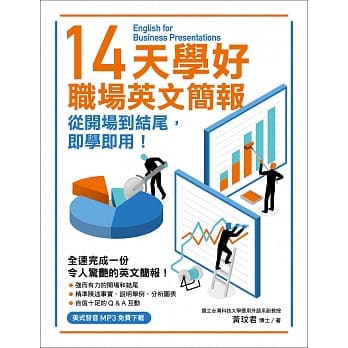 English for
Business Presentations
14天學好
職場英文簡報
從開場到結尾，
即學即用！
全速完成一份
令人驚艷的英文簡報！
•強而有力的開場和結尾
•精準陳述事實、說明舉例、分析圖表
•自信十足的Q & A互動
美式發音MP3免費下載
國立台灣科技大學應用外語系副教授
黃玟君 博士／著